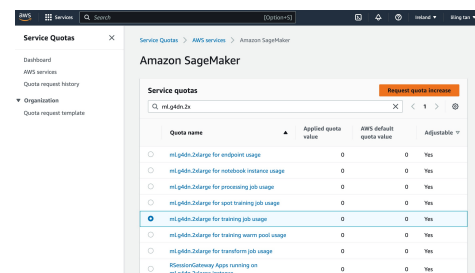 aws Services Search [Option+S] Ireland Bing tan
Service Quotas
Service Quotas > AWS services > Amazon SageMaker
Dashboard
AWS services
Quota request history
Organization
Quota request template
Amazon SageMaker
Service quotas
Request quota increase
ml.g4dn.2x
1
Quota name Applied quota value AWS default quota value Adjustable
ml.g4dn.2xlarge for endpoint usage 0 0 Yes
ml.g4dn.2xlarge for notebook instance usage 0 0 Yes
ml.g4dn.2xlarge for processing job usage 0 0 Yes
ml.g4dn.2xlarge for spot training job usage 0 0 Yes
ml.g4dn.2xlarge for training job usage 0 0 Yes
ml.g4dn.2xlarge for training warm pool usage 0 0 Yes
ml.g4dn.2xlarge for transform job usage 0 0 Yes
RSessionGateway Apps running on
ml.g4dn.2xlarge instance 0 0 Yes